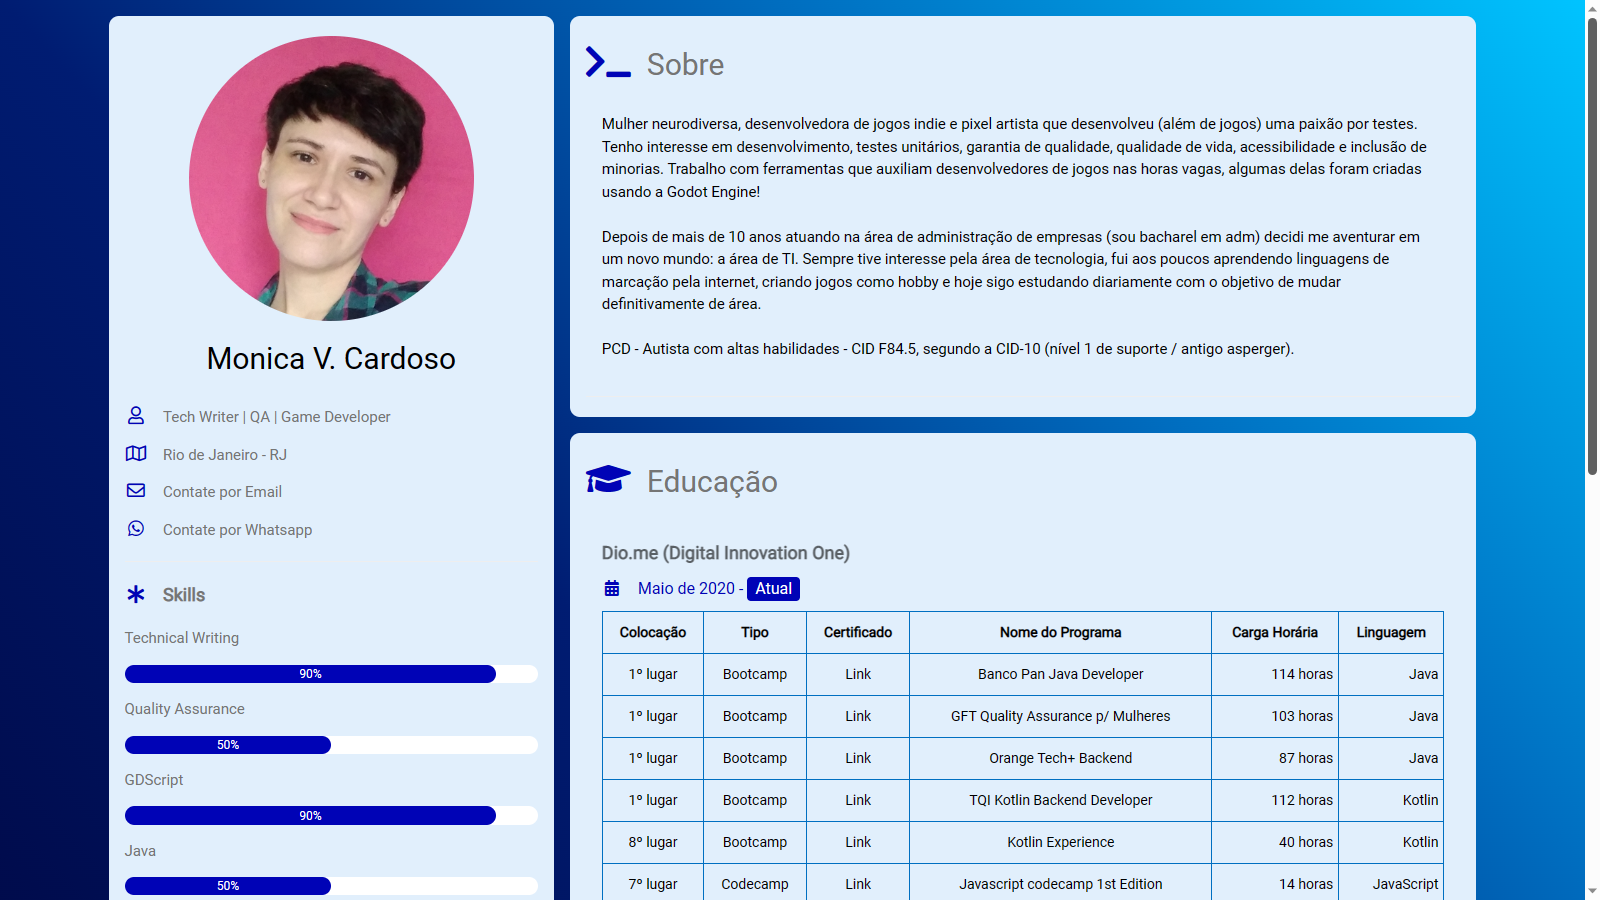 Monica V. Cardoso
Tech Writer | QA | Game Developer
Rio de Janeiro - RJ
Contate por Email
Contate por Whatsapp
Skills
Technical Writing
90%
Quality Assurance
50%
GDScript
90%
Java
50%
Sobre
Mulher neurodiversa, desenvolvedora de jogos indie e pixel artista que desenvolveu (além de jogos) uma paixão por testes.
Tenho interesse em desenvolvimento, testes unitários, garantia de qualidade, qualidade de vida, acessibilidade e inclusão de
minorias. Trabalho com ferramentas que auxiliam desenvolvedores de jogos nas horas vagas, algumas delas foram criadas
usando a Godot Engine!
Depois de mais de 10 anos atuando na área de administração de empresas (sou bacharel em adm) decidi me aventurar em
um novo mundo: a área de TI. Sempre tive interesse pela área de tecnologia, fui aos poucos aprendendo linguagens de
marcação pela internet, criando jogos como hobby e hoje sigo estudando diariamente com o objetivo de mudar
definitivamente de área.
PCD - Autista com altas habilidades - CID F84.5, segundo a CID-10 (nível 1 de suporte / antigo asperger).
Educação
Dio.me (Digital Innovation One)
Maio de 2020 - Atual
Colocação Tipo Certificado Nome do Programa Carga Horária Linguagem
1º lugar Bootcamp Link Banco Pan Java Developer 114 horas Java
1º lugar Bootcamp Link GFT Quality Assurance p/ Mulheres 103 horas Java
1º lugar Bootcamp Link Orange Tech+ Backend 87 horas Java
1º lugar Bootcamp Link TQI Kotlin Backend Developer 112 horas Kotlin
8º lugar Bootcamp Link Kotlin Experience 40 horas Kotlin
7º lugar Codecamp Link Javascript codecamp 1st Edition 14 horas JavaScript